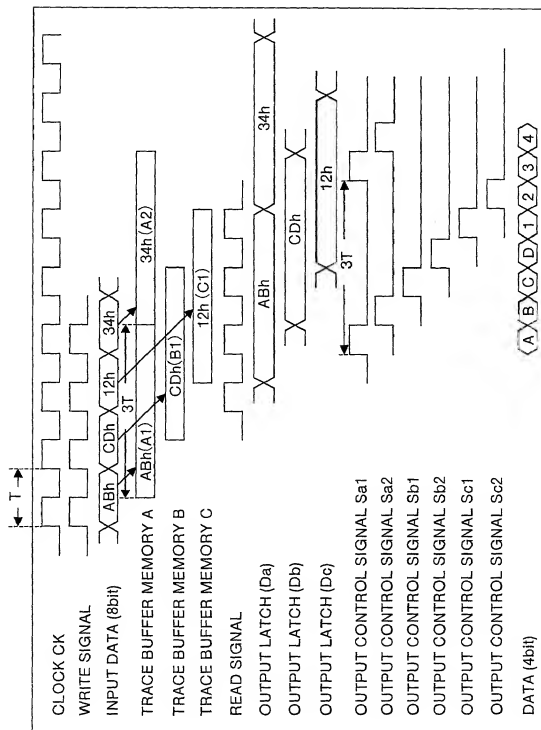 T
CLOCK CK
WRITE SIGNAL
INPUT DATA (8bit) ABh CDh 12h 34h
3T
TRACE BUFFER MEMORY A ABh(A1) 34h(A2)
TRACE BUFFER MEMORY B CDh(B1)
TRACE BUFFER MEMORY C 12h(C1)
READ SIGNAL
OUTPUT LATCH (Da) ABh 34h
OUTPUT LATCH (Db) CDh
OUTPUT LATCH (Dc) 12h
3T
OUTPUT CONTROL SIGNAL Sa1
OUTPUT CONTROL SIGNAL Sa2
OUTPUT CONTROL SIGNAL Sb1
OUTPUT CONTROL SIGNAL Sb2
OUTPUT CONTROL SIGNAL Sc1
OUTPUT CONTROL SIGNAL Sc2
DATA (4bit) A B C D 1 2 3 4